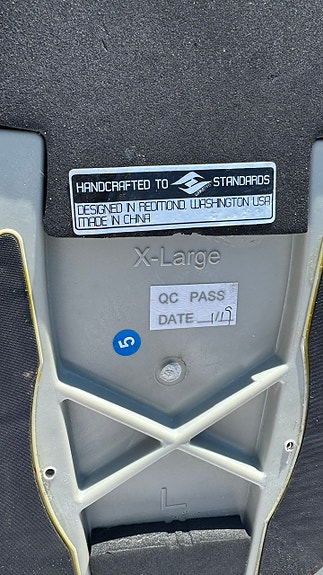 HANDCRAFTED TO STANDARDS
DESIGNED IN REDMOND, WASHINGTON USA
MADE IN CHINA
X-Large
QC PASS
DATE 1/19
5
L